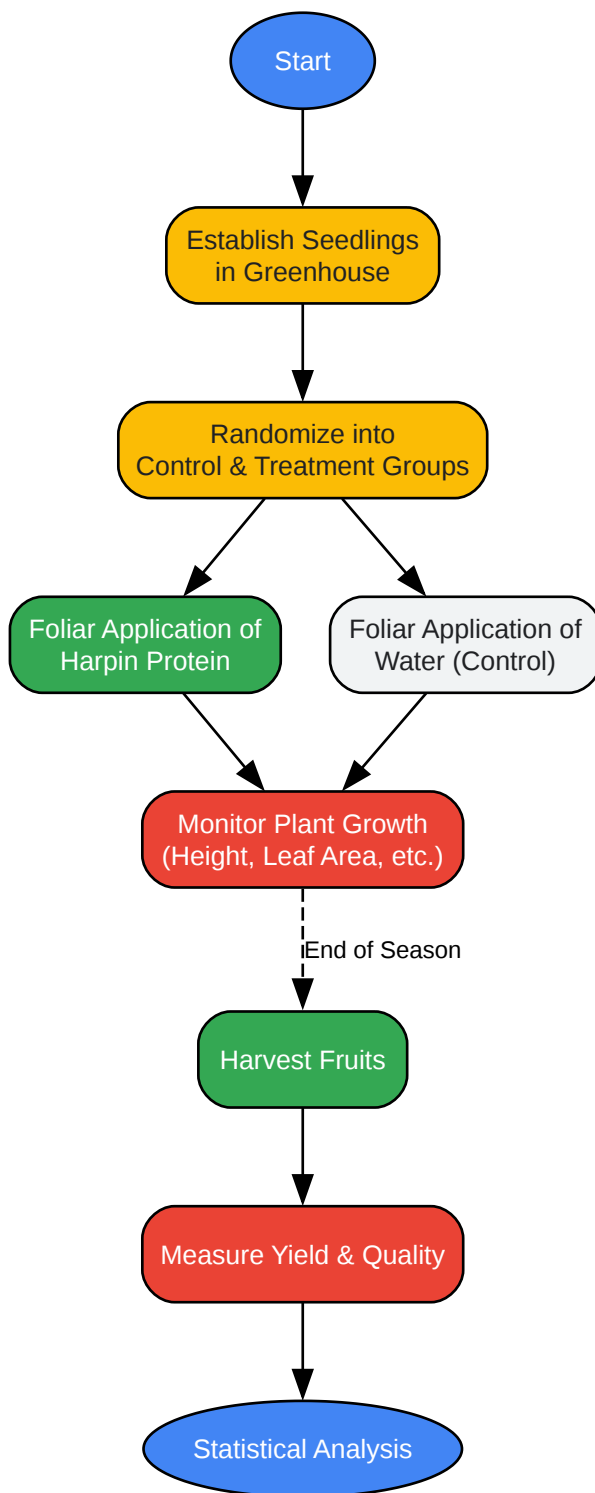 Start
Establish Seedlings
in Greenhouse
Randomize into
Control & Treatment Groups
Foliar Application of
Harpin Protein
Foliar Application of
Water (Control)
Monitor Plant Growth
(Height, Leaf Area, etc.)
End of Season
Harvest Fruits
Measure Yield & Quality
Statistical Analysis